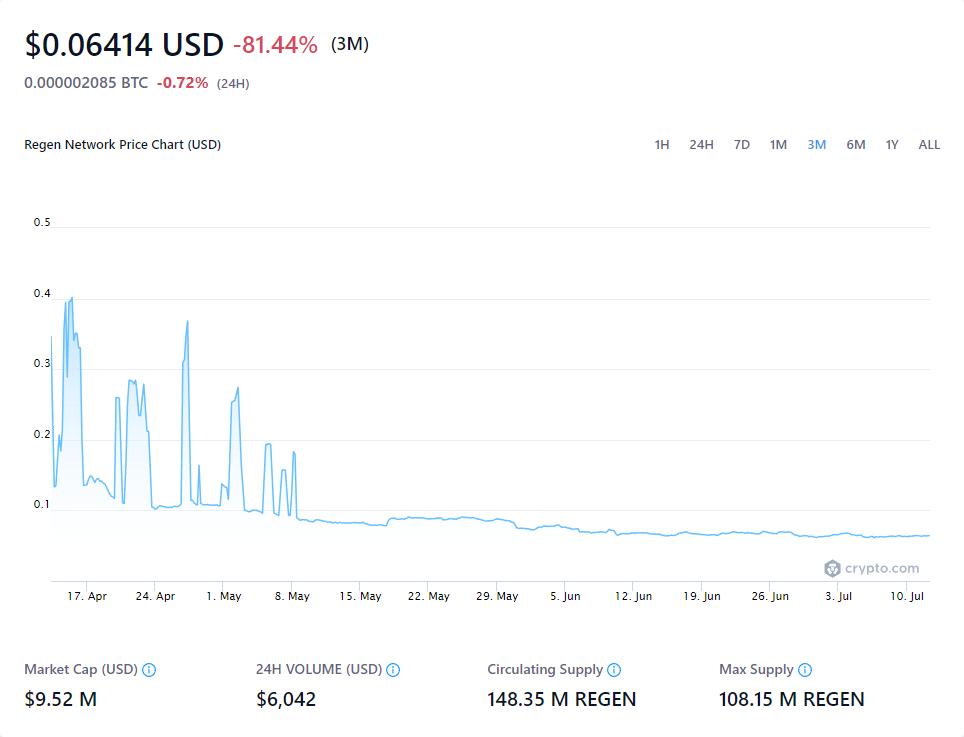 $0.06414 USD -81.44% (3M)
0.000002085 BTC -0.72% (24H)
Regen Network Price Chart (USD) 1H 24H 7D 1M 3M 6M 1Y ALL
0.5
0.4
0.3
0.2
0.1
crypto.com
17. Apr 24. Apr 1. May 8. May 15. May 22. May 29. May 5. Jun 12. Jun 19. Jun 26. Jun 3. Jul 10. Jul
Market Cap (USD) 24H VOLUME (USD) Circulating Supply Max Supply
$9.52 M $6,042 148.35 M REGEN 108.15 M REGEN